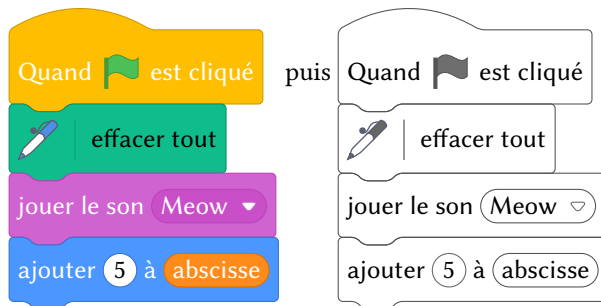 Quand est cliqué puis Quand est cliqué
effacer tout effacer tout
jouer le son Meow jouer le son Meow
ajouter 5 à abscisse ajouter 5 à abscisse